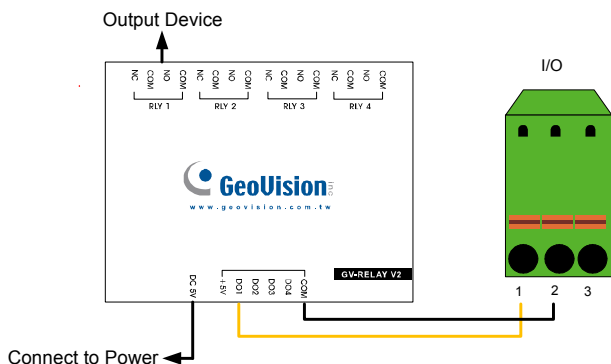 Output Device
I/O
NC COM NO COM NC COM NO COM NC COM NO COM NC COM NO COM
RLY 1 RLY 2 RLY 3 RLY 4
GeoVision Inc
www.geovision.com.tw
GV-RELAY V2
DC 5V +5V DO1 DO2 DO3 DO4 COM
1 2 3
Connect to Power